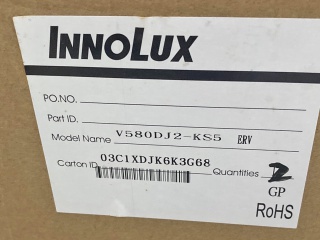 INNOLUX
PO.NO.
Part ID.
Model Name V580DJ2-KS5 ERV
Carton ID 03C1XDJK6K3G68
Quantities 2
GP
RoHS